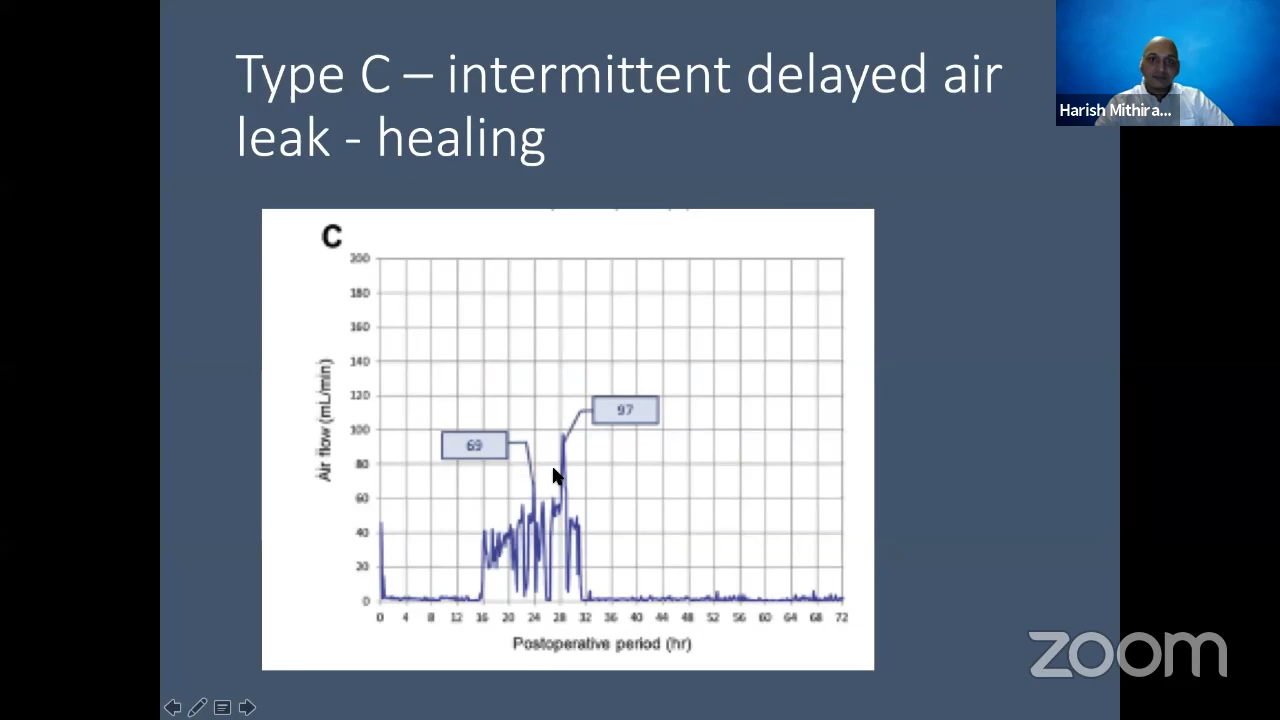 Type C – intermittent delayed air
leak - healing
Harish Mithira...
C
200
180
160
140
120
100
80
60
40
20
0
Air flow (mL/min)
69
97
0 4 8 12 16 20 24 28 32 36 40 44 48 52 56 60 64 68 72
Postoperative period (hr)
zoom